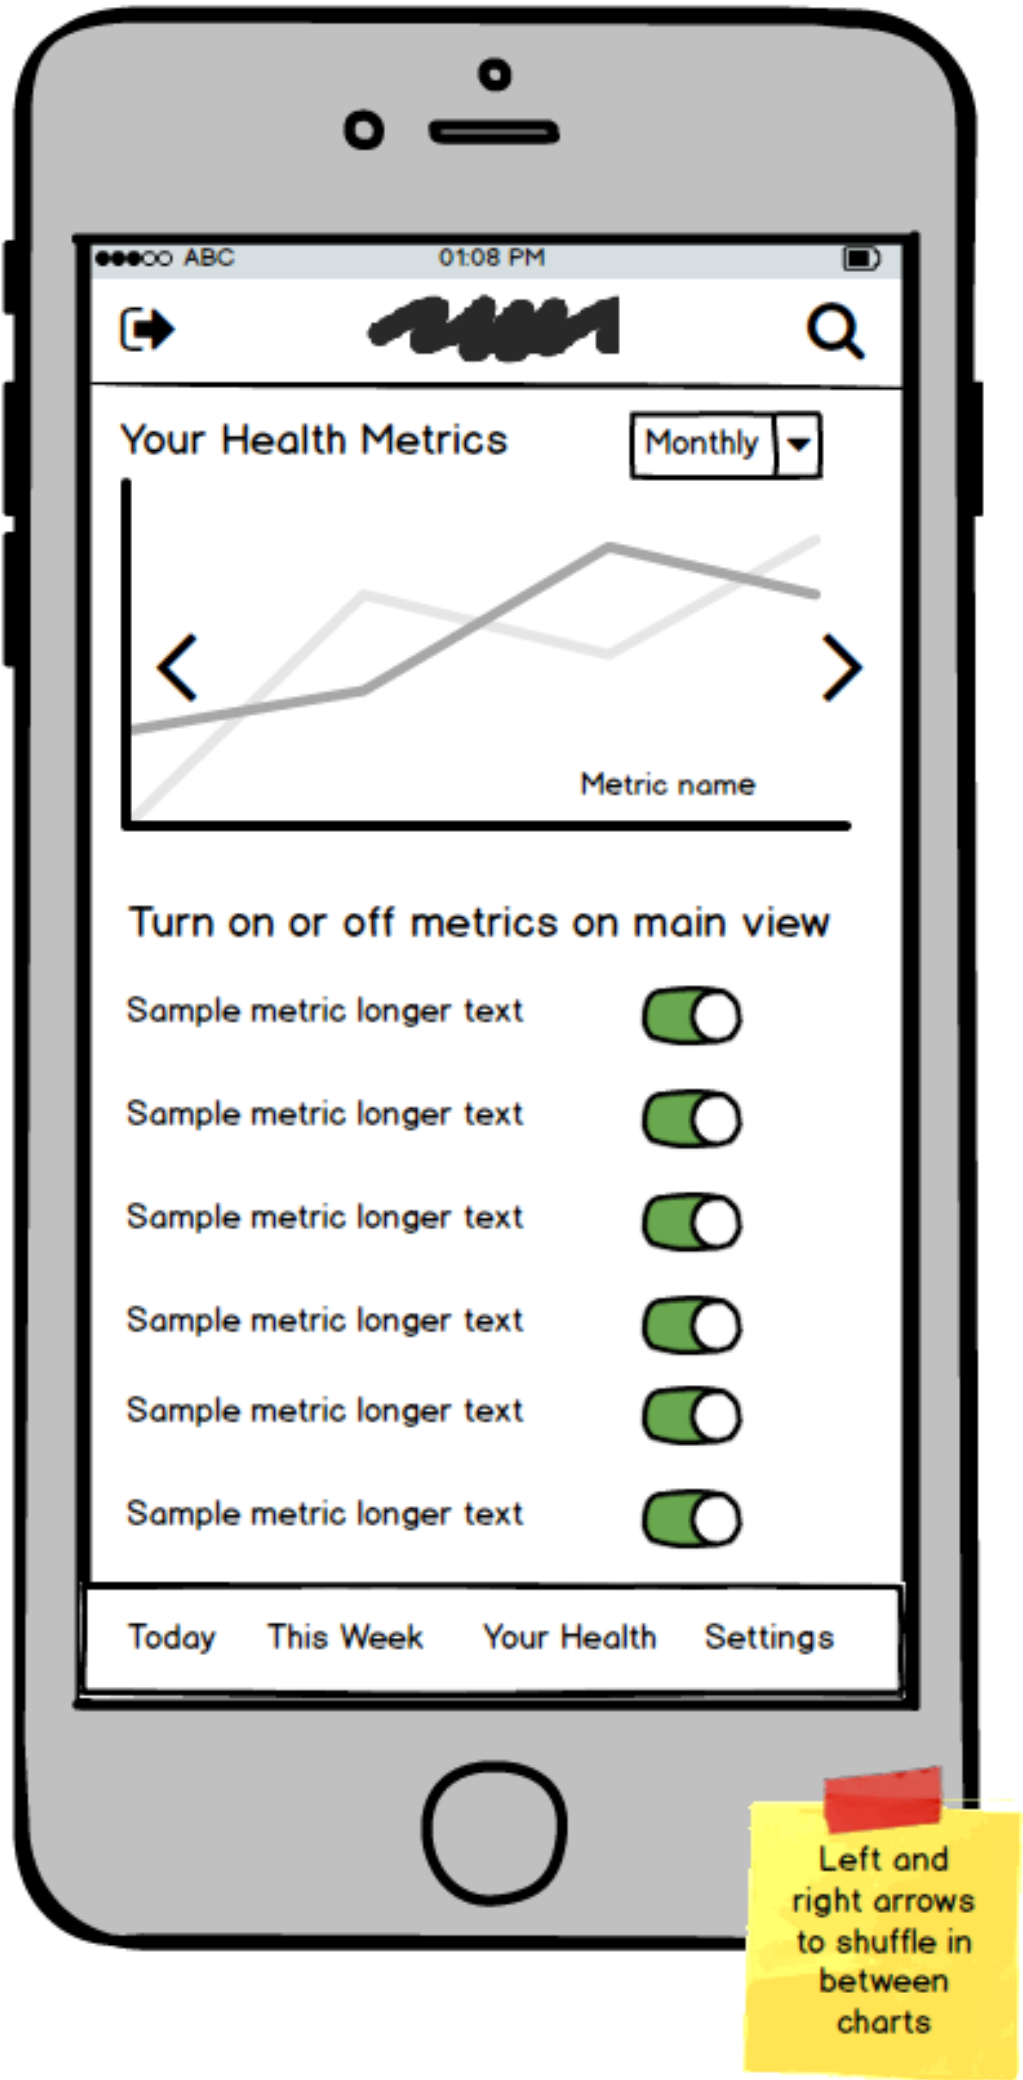 ABC 01:08 PM
Your Health Metrics Monthly
Metric name
Turn on or off metrics on main view
Sample metric longer text
Sample metric longer text
Sample metric longer text
Sample metric longer text
Sample metric longer text
Sample metric longer text
Today This Week Your Health Settings
Left and
right arrows
to shuffle in
between
charts